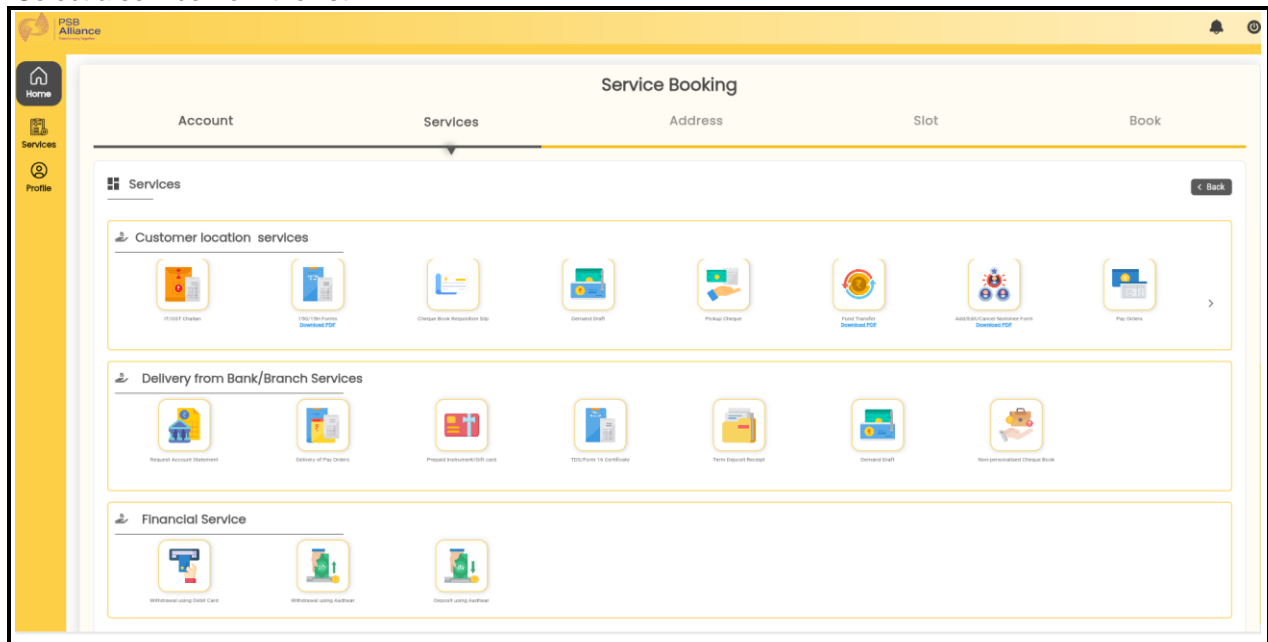 PSB
Alliance
Home
Services
Profile
Service Booking
Account Services Address Slot Book
Services
< Back
Customer location services
IT/GST Challan
15G/15H Forms
Download PDF
Cheque Book Requisition Slip
Demand Draft
Pickup Cheque
Fund Transfer
Download PDF
Add/Edit/Cancel Nominee Form
Download PDF
Pay Orders
Delivery from Bank/Branch Services
Request Account Statement
Delivery of Pay Orders
Prepaid Instrument/Gift card
TDS/Form 16 Certificate
Term Deposit Receipt
Demand Draft
Non-personalised Cheque Book
Financial Service
Withdrawal using Debit Card
Withdrawal using Aadhaar
Deposit using Aadhaar